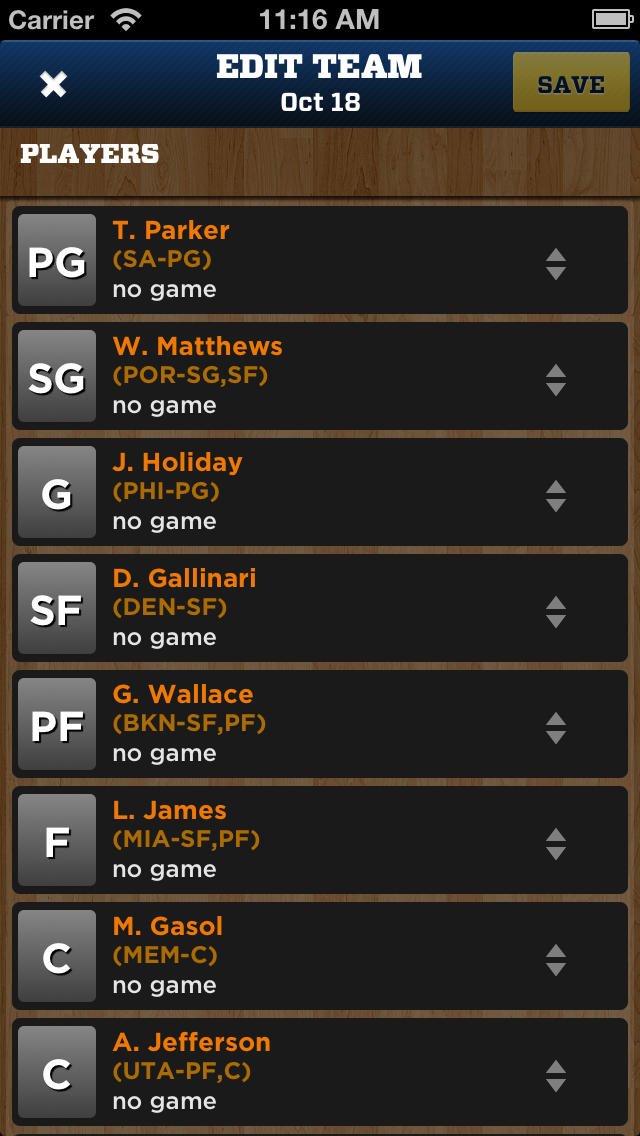 Carrier 11:16 AM
EDIT TEAM
Oct 18
SAVE
PLAYERS
PG
T. Parker
(SA-PG)
no game
SG
W. Matthews
(POR-SG,SF)
no game
G
J. Holiday
(PHI-PG)
no game
SF
D. Gallinari
(DEN-SF)
no game
PF
G. Wallace
(BKN-SF,PF)
no game
F
L. James
(MIA-SF,PF)
no game
C
M. Gasol
(MEM-C)
no game
C
A. Jefferson
(UTA-PF,C)
no game